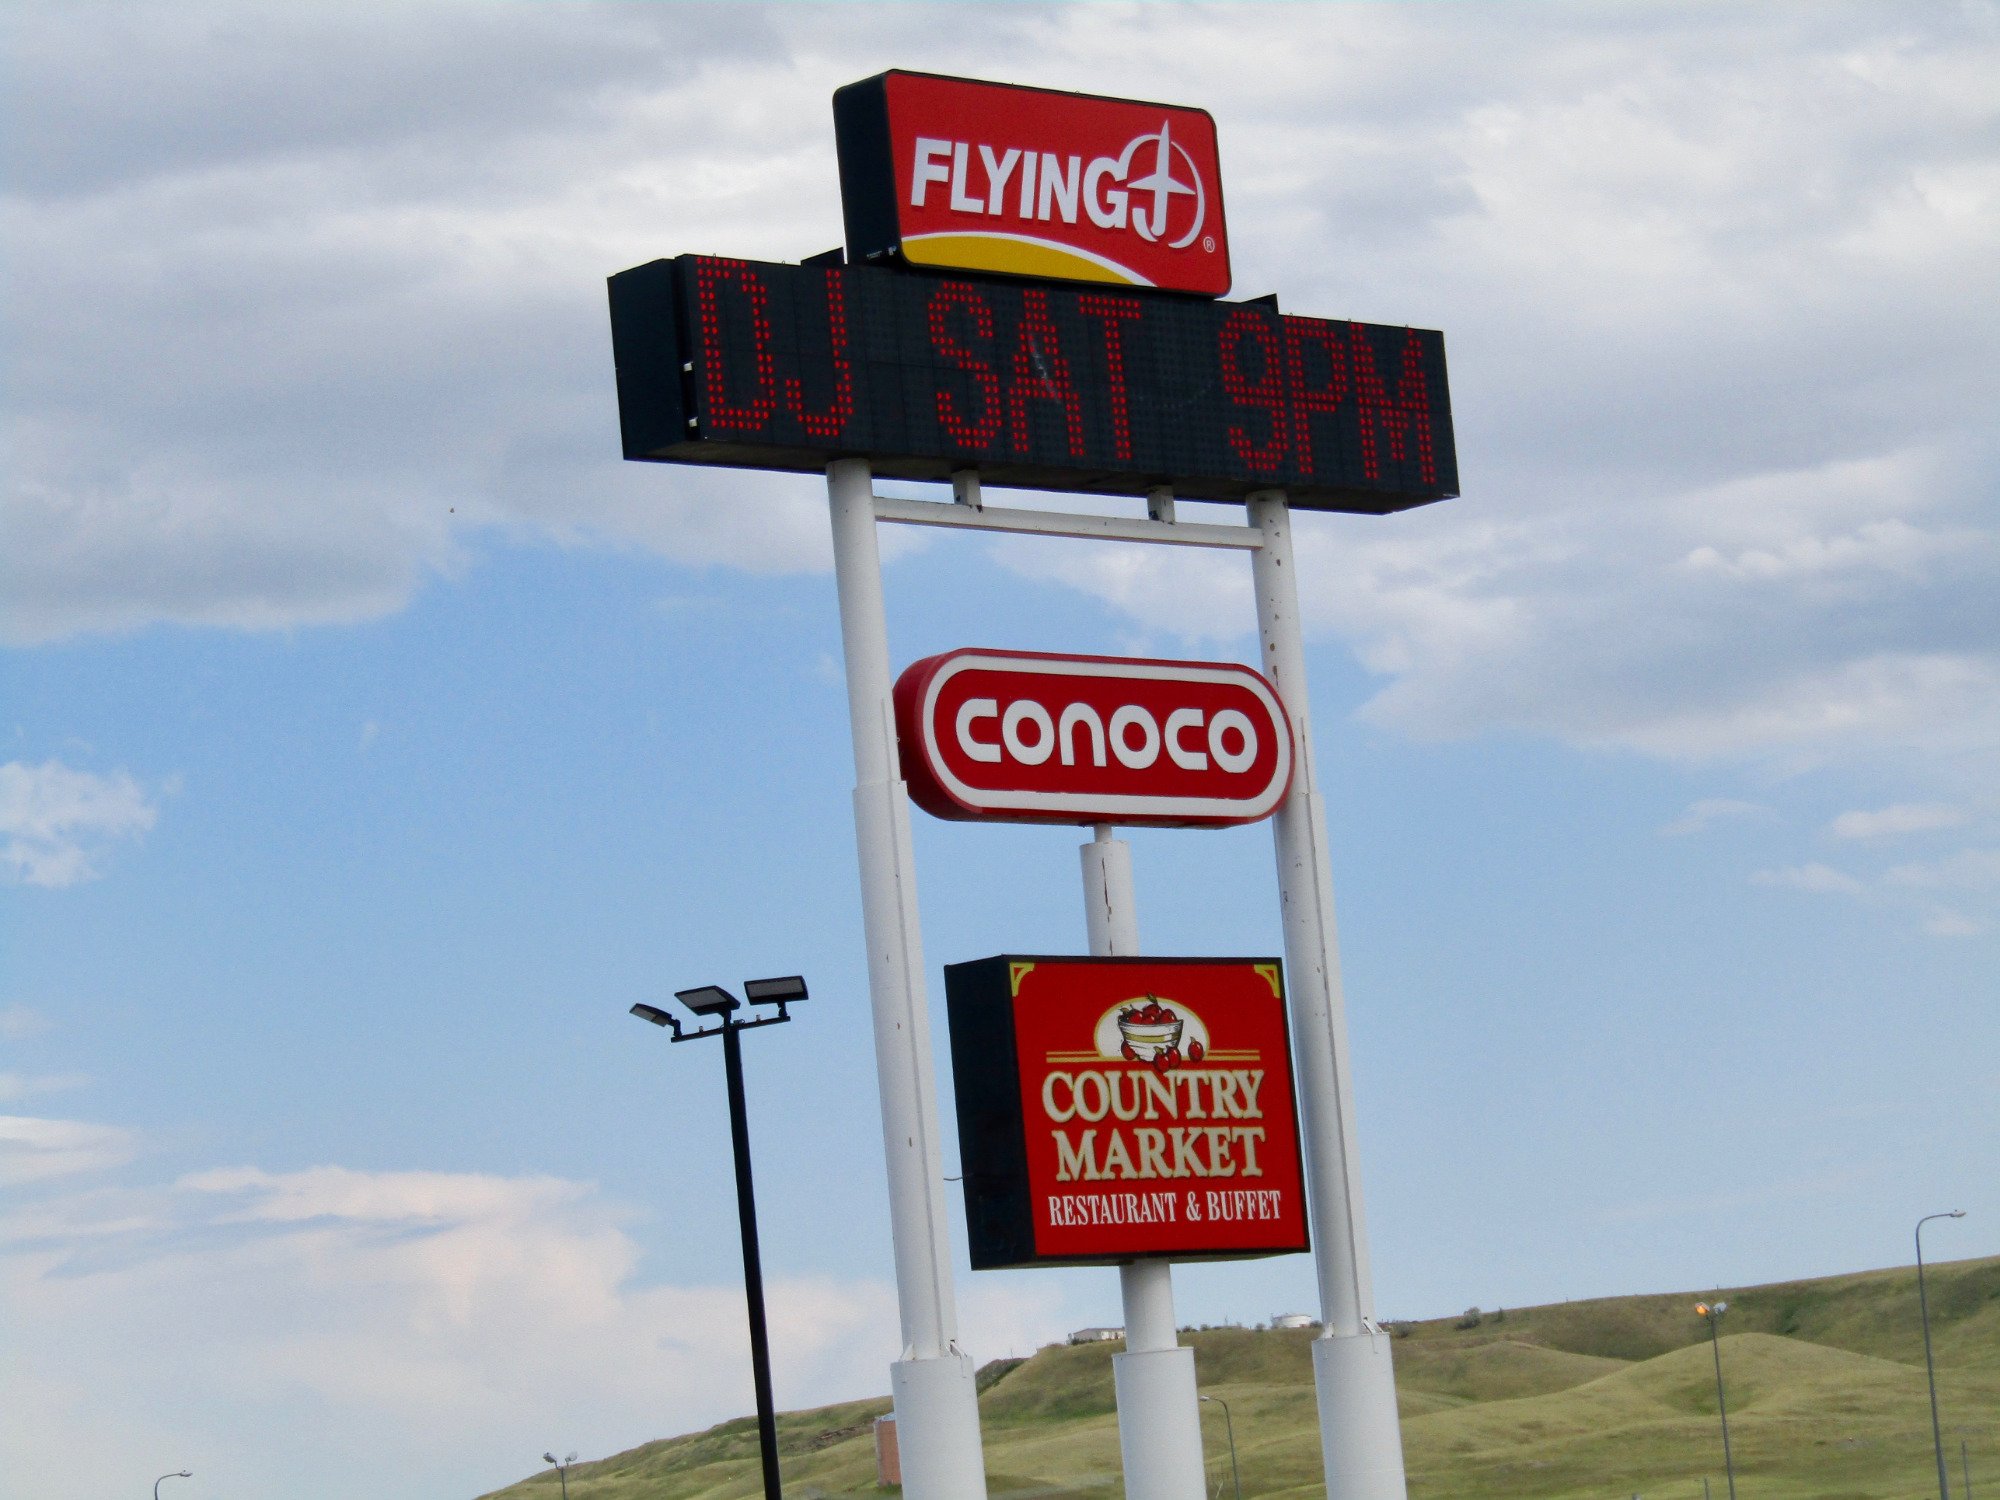 FLYING J ®
DJ SAT 9PM
CONOCO
COUNTRY
MARKET
RESTAURANT & BUFFET